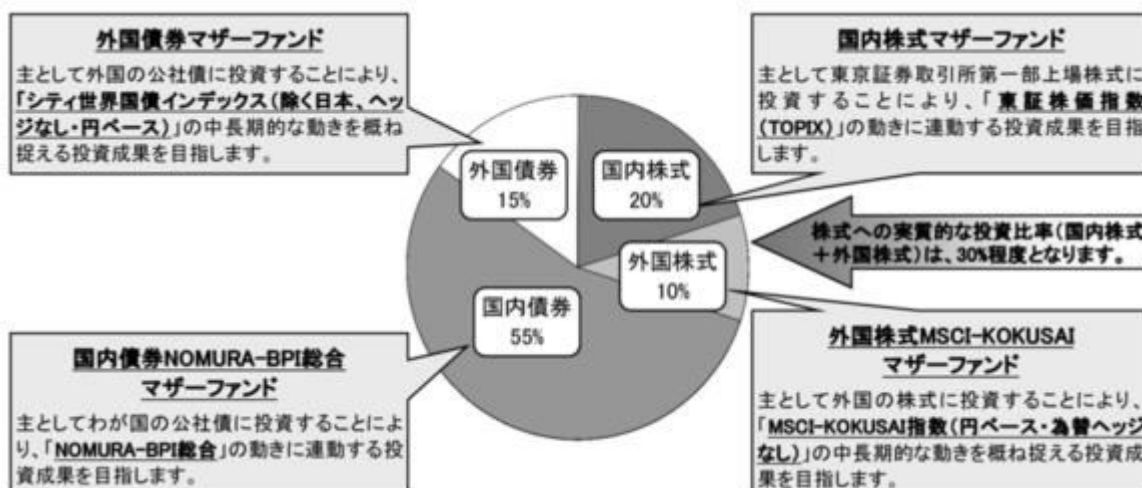 外国債券マザーファンド
主として外国の公社債に投資することにより、
「シティ世界国債インデックス(除く日本、ヘッ
ジなし・円ベース)」の中長期的な動きを概ね
捉える投資成果を目指します。
国内株式マザーファンド
主として東京証券取引所第一部上場株式に
投資することにより、「東証株価指数
(TOPIX)」の動きに連動する投資成果を目指
します。
外国債券
15%
国内株式
20%
株式への実質的な投資比率(国内株式
+外国株式)は、30%程度となります。
外国株式
10%
国内債券
55%
国内債券NOMURA-BPI総合
マザーファンド
主としてわが国の公社債に投資することによ
り、「NOMURA-BPI総合」の動きに連動する投
資成果を目指します。
外国株式MSCI-KOKUSAI
マザーファンド
主として外国の株式に投資することにより、
「MSCI-KOKUSAI指数(円ベース・為替ヘッジ
なし)」の中長期的な動きを概ね捉える投資成
果を目指します。